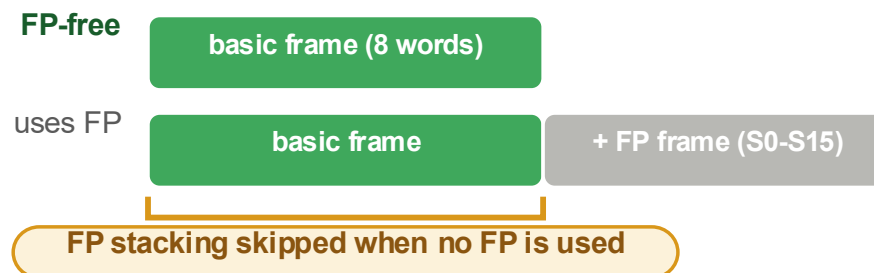 FP-free
basic frame (8 words)
uses FP
basic frame
+ FP frame (S0-S15)
FP stacking skipped when no FP is used